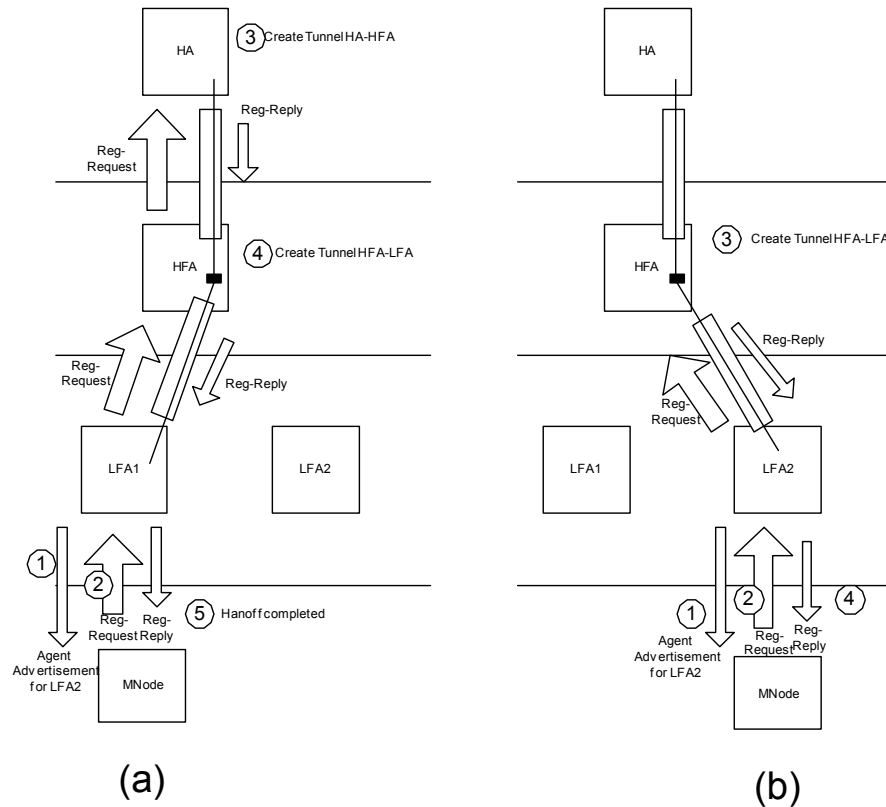 HA
3 Create Tunnel HA-HFA
Reg-Reply
Reg-
Request
HFA
4 Create Tunnel HFA-LFA
Reg-
Request
Reg-Reply
LFA1
LFA2
1
2
5 Hanoff completed
Reg-
Request
Reg-
Reply
Agent
Advertisement
for LFA2
MNode
(a)
HA
3 Create Tunnel HFA-LFA
HFA
Reg-Reply
Reg-
Request
LFA1
LFA2
1
2
4
Reg-
Request
Reg-
Reply
Agent
Advertisement
for LFA2
MNode
(b)